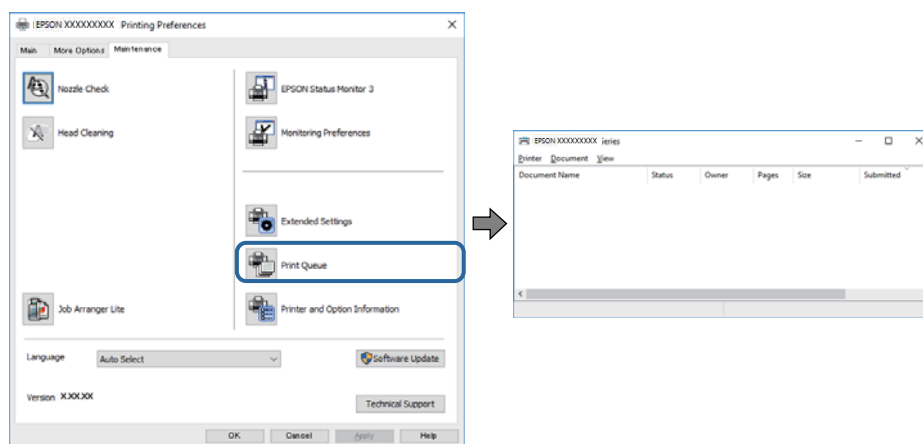 EPSON XXXXXXXXX Printing Preferences
Main More Options Maintenance
Nozzle Check
EPSON Status Monitor 3
Head Cleaning
Monitoring Preferences
Extended Settings
Print Queue
Job Arranger Lite
Printer and Option Information
Language Auto Select Software Update
Version X.XX.XX
Technical Support
OK Cancel Apply Help
EPSON XXXXXXXXX Series
Printer Document View
Document Name Status Owner Pages Size Submitted